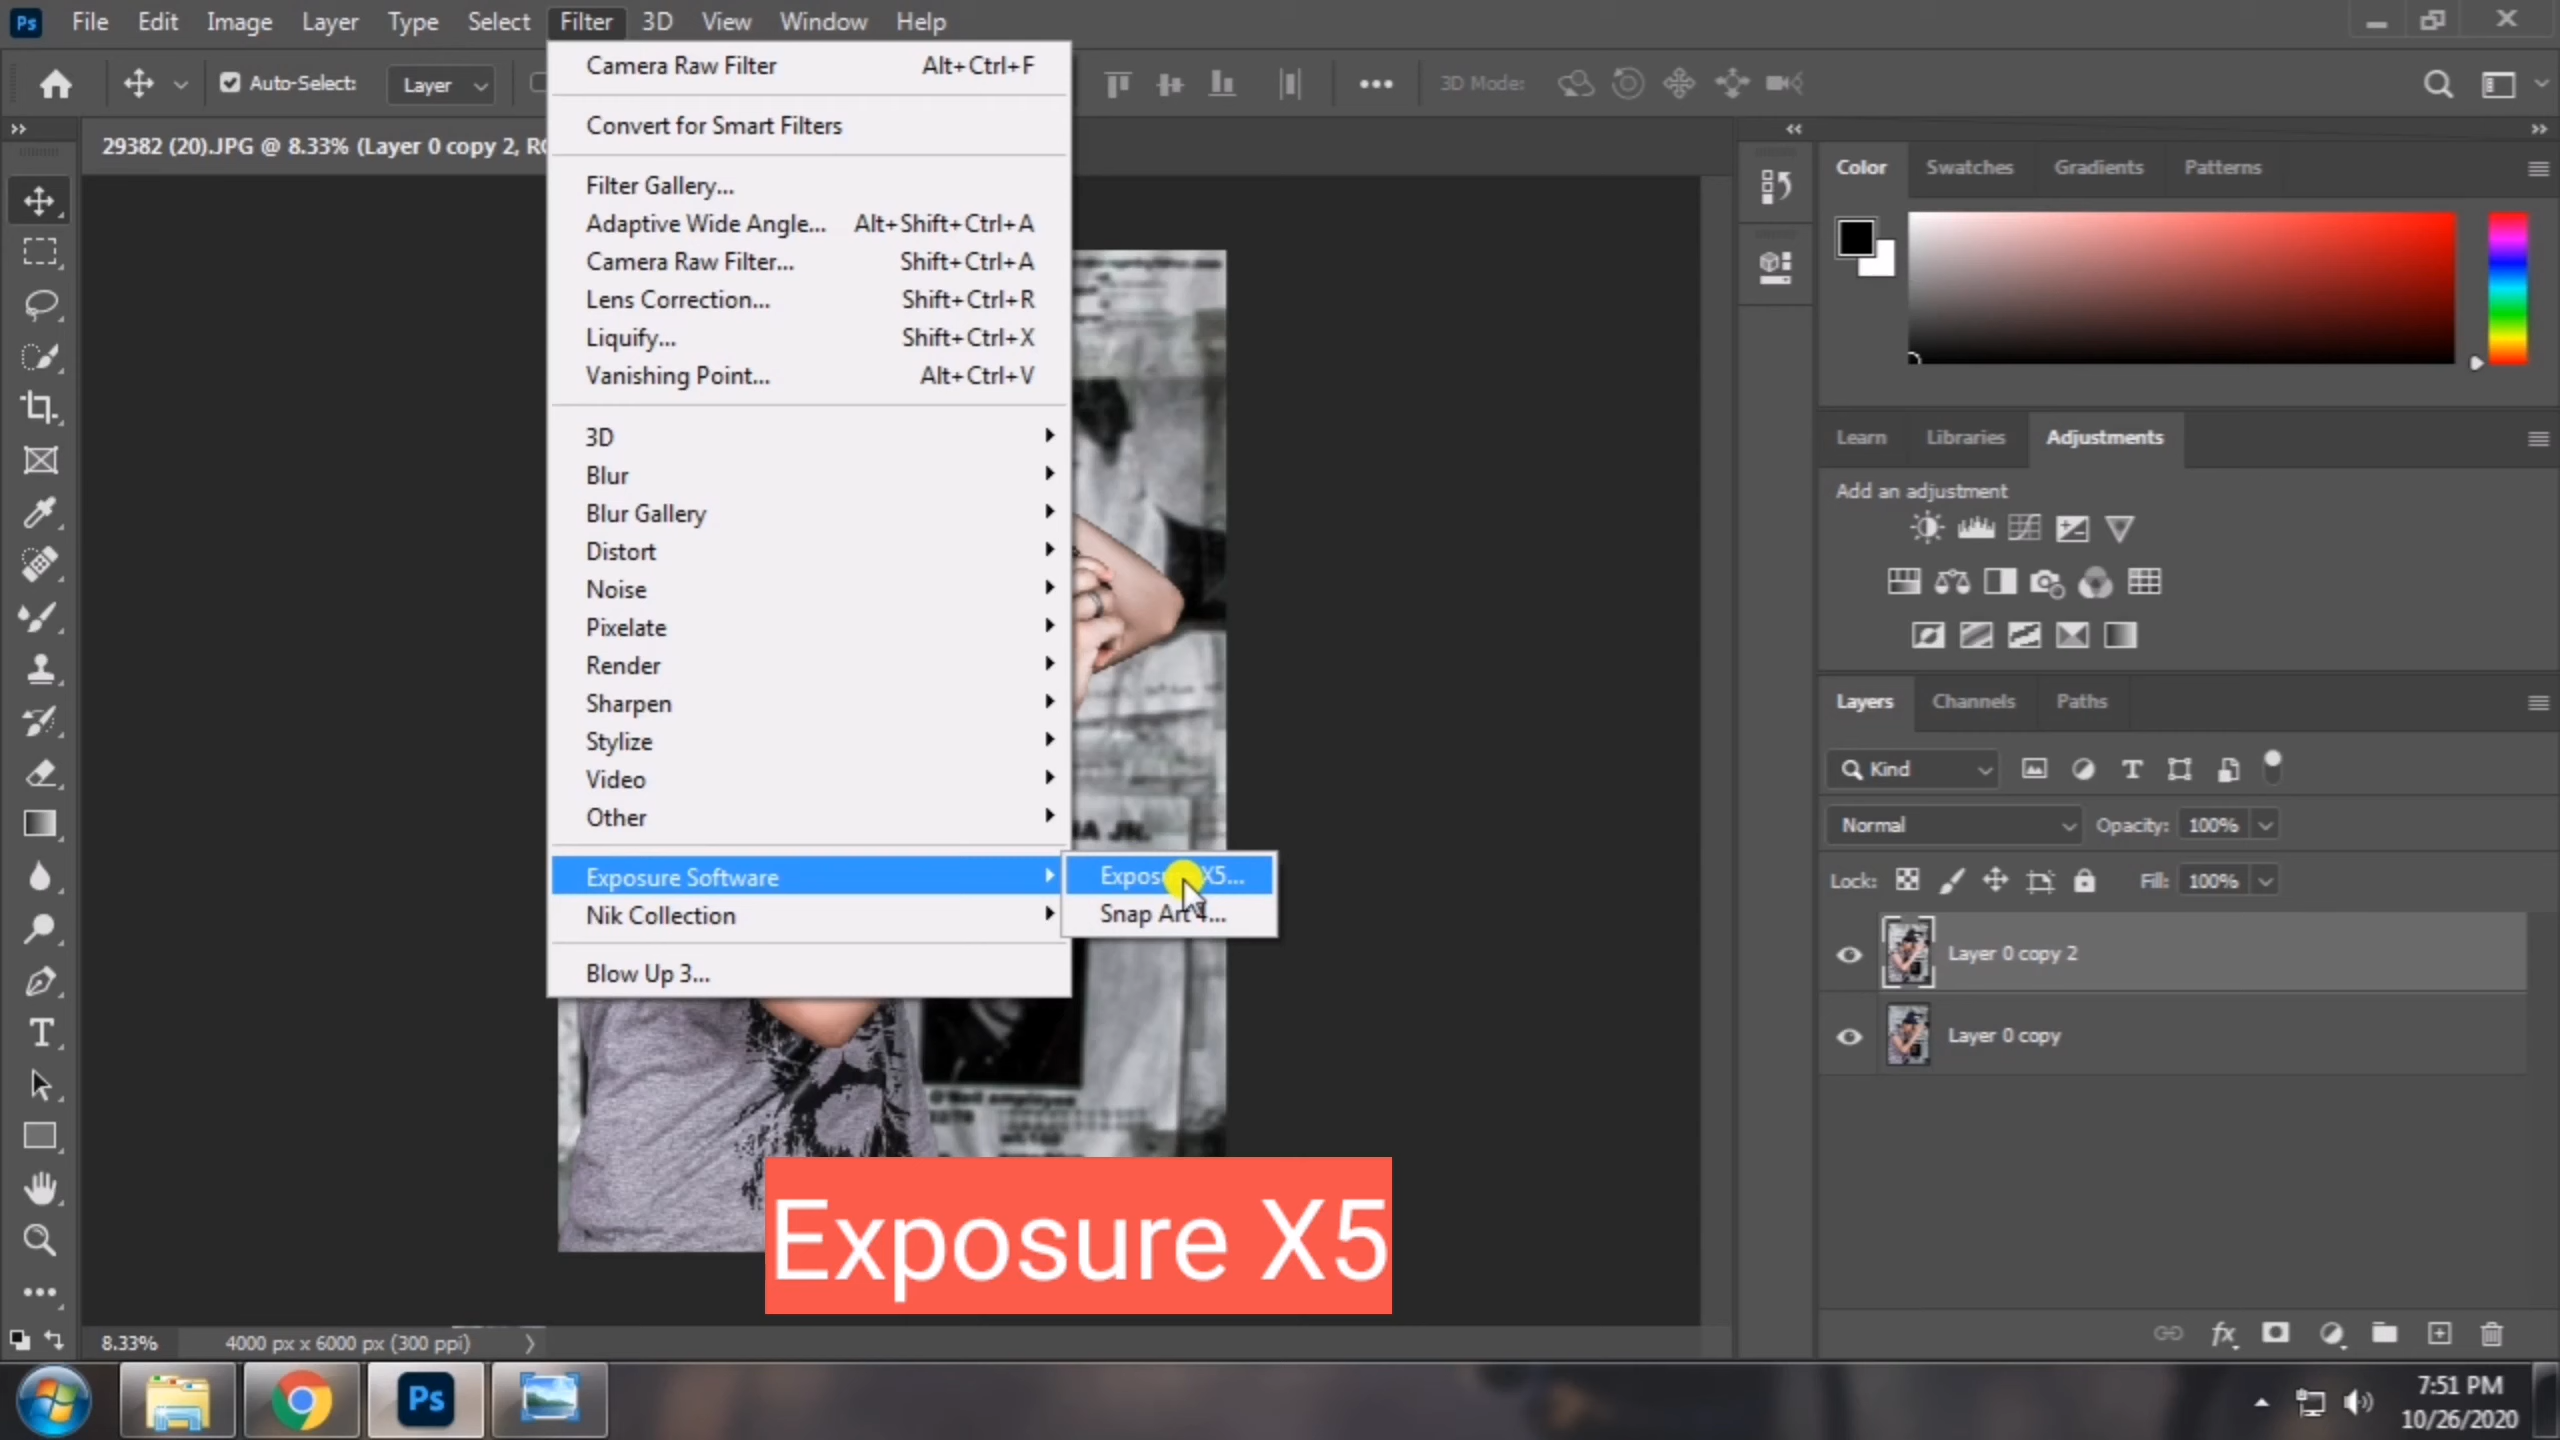 Ps File Edit Image Layer Type Select Filter 3D View Window Help
Auto-Select: Layer
3D Mode:
29382 (20).JPG @ 8.33% (Layer 0 copy 2,
Camera Raw Filter Alt+Ctrl+F
Convert for Smart Filters
Filter Gallery...
Adaptive Wide Angle... Alt+Shift+Ctrl+A
Camera Raw Filter... Shift+Ctrl+A
Lens Correction... Shift+Ctrl+R
Liquify... Shift+Ctrl+X
Vanishing Point... Alt+Ctrl+V
3D
Blur
Blur Gallery
Distort
Noise
Pixelate
Render
Sharpen
Stylize
Video
Other
Exposure Software
Nik Collection
Blow Up 3...
Exposure X5...
Snap Art 4...
JR.
O'Neil employee
Exposure X5
Color Swatches Gradients Patterns
Learn Libraries Adjustments
Add an adjustment
Layers Channels Paths
Kind
Normal Opacity: 100%
Lock: Fill: 100%
Layer 0 copy 2
Layer 0 copy
fx
8.33% 4000 px x 6000 px (300 ppi)
Ps
7:51 PM
10/26/2020